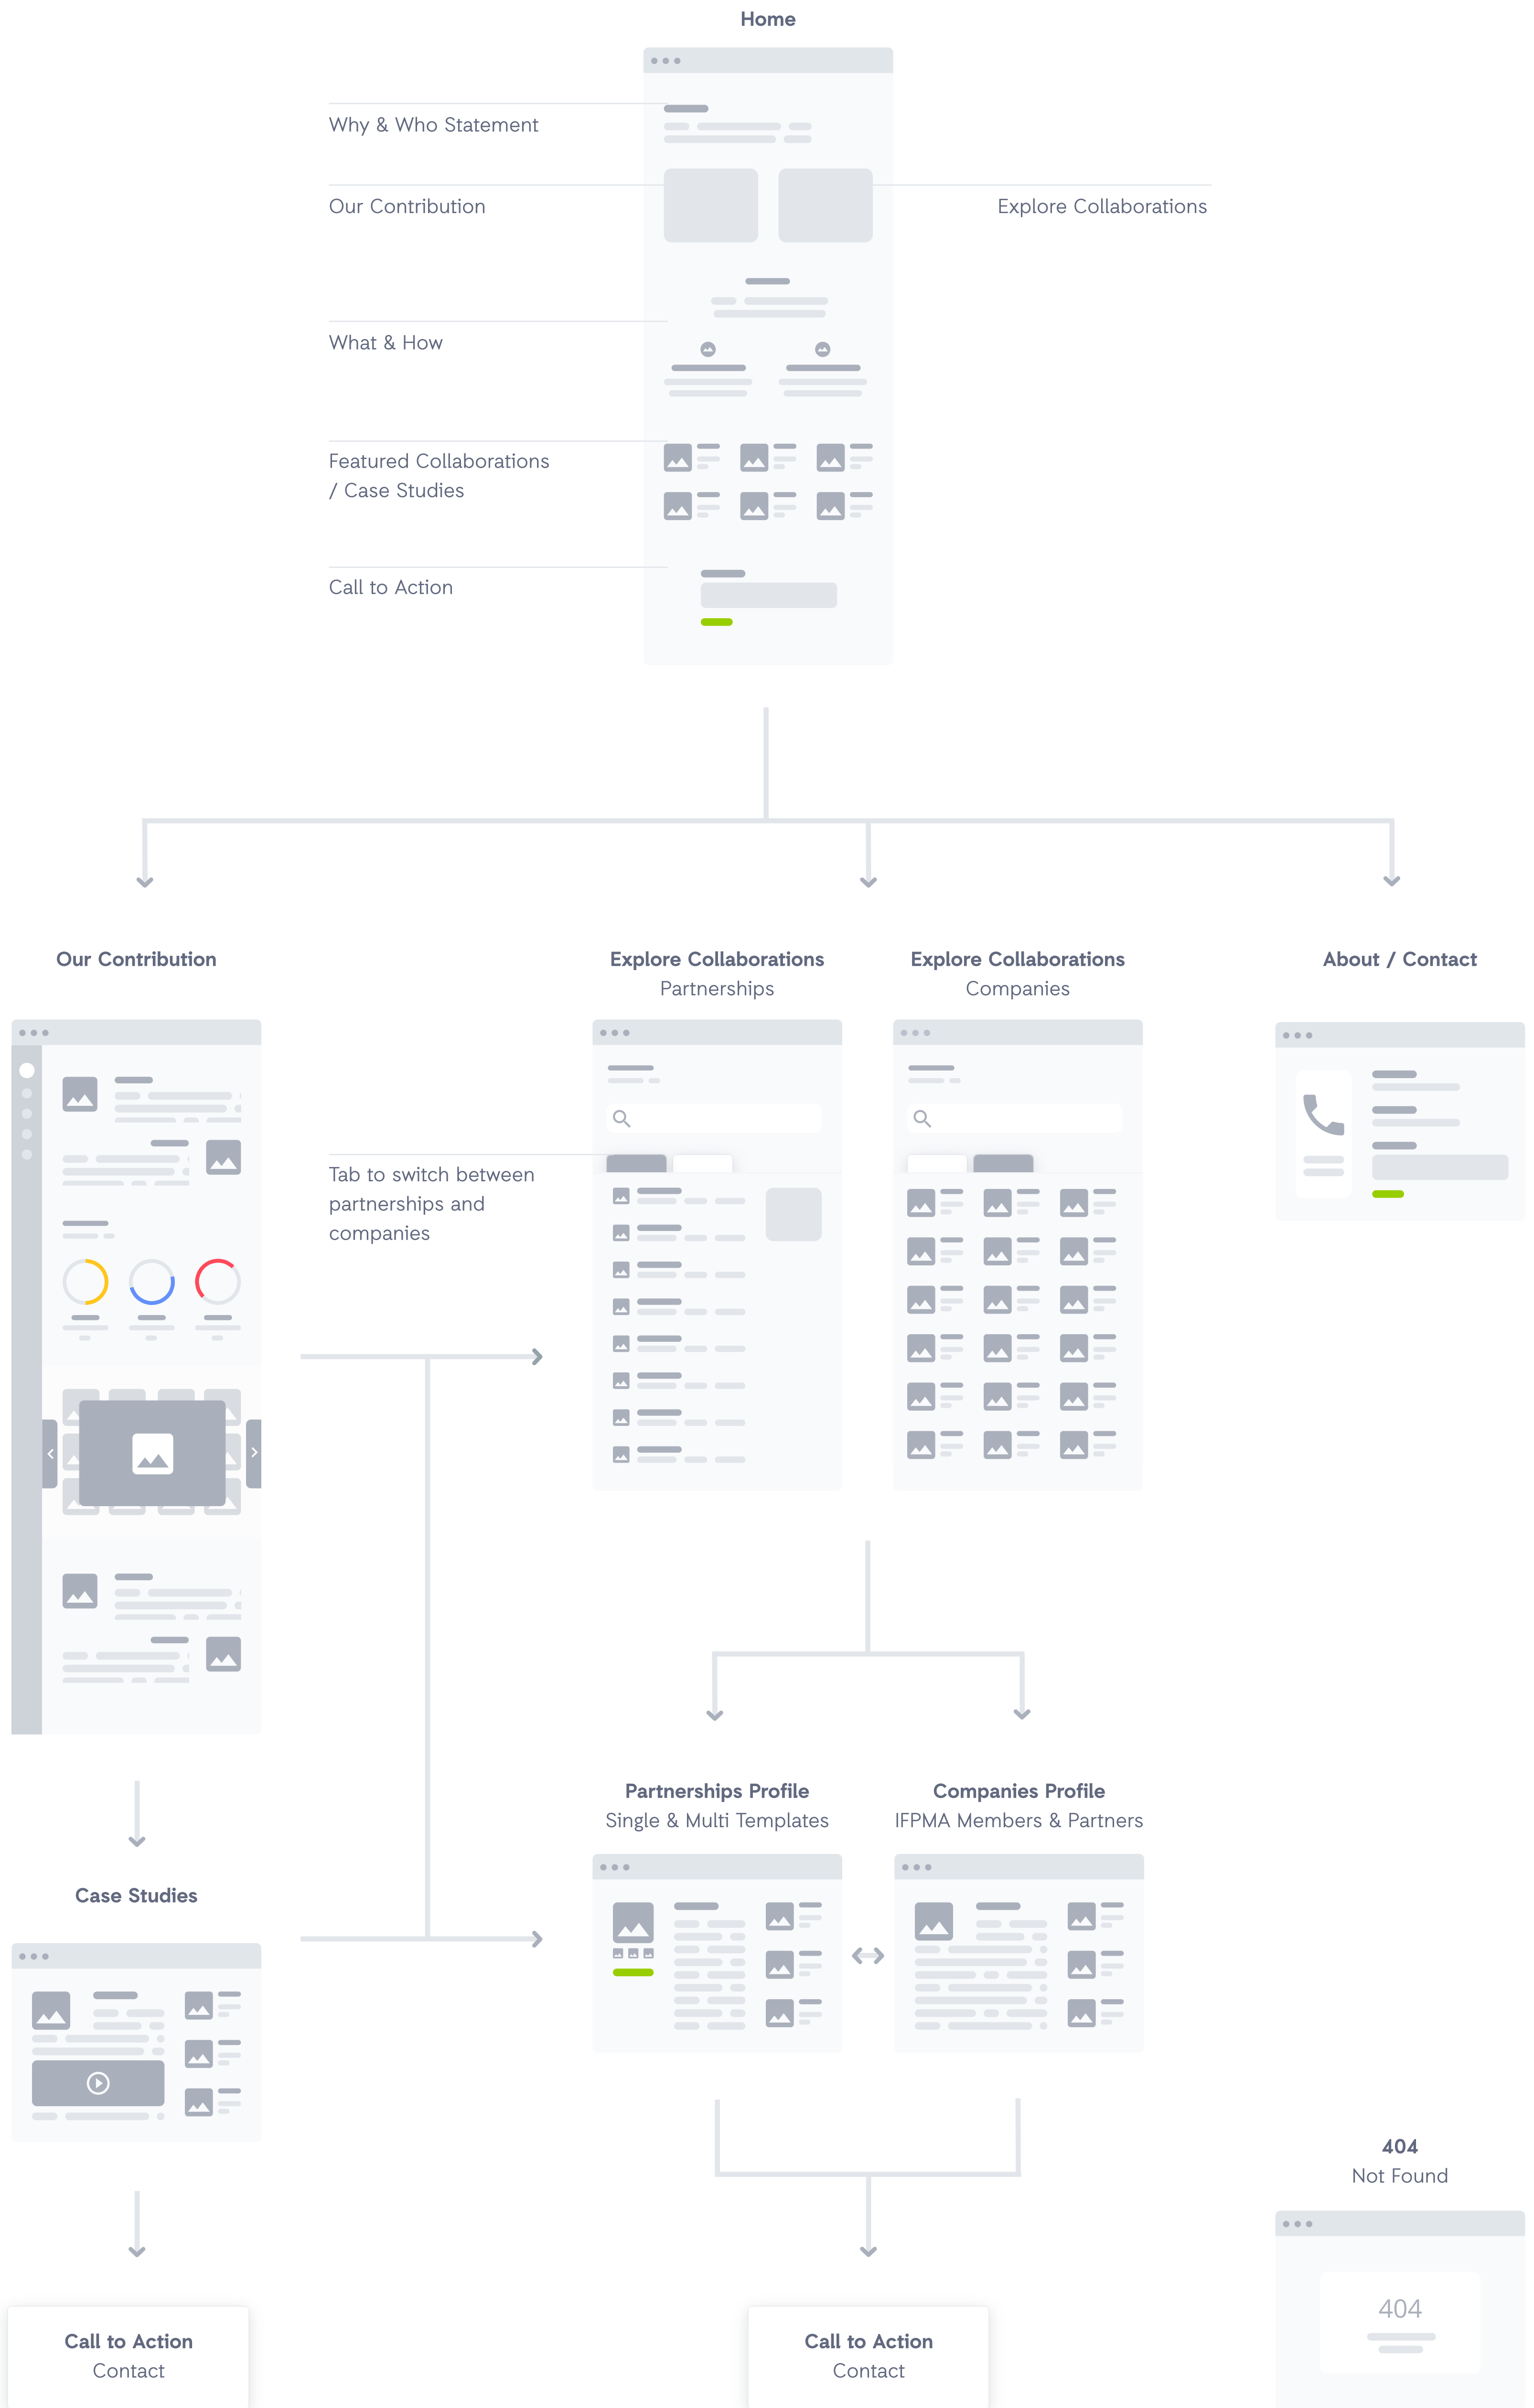 Home
Why & Who Statement
Our Contribution
Explore Collaborations
What & How
Featured Collaborations
/ Case Studies
Call to Action
Our Contribution
Explore Collaborations
Partnerships
Explore Collaborations
Companies
About / Contact
Tab to switch between
partnerships and
companies
Partnerships Profile
Single & Multi Templates
Companies Profile
IFPMA Members & Partners
Case Studies
404
Not Found
404
Call to Action
Contact
Call to Action
Contact